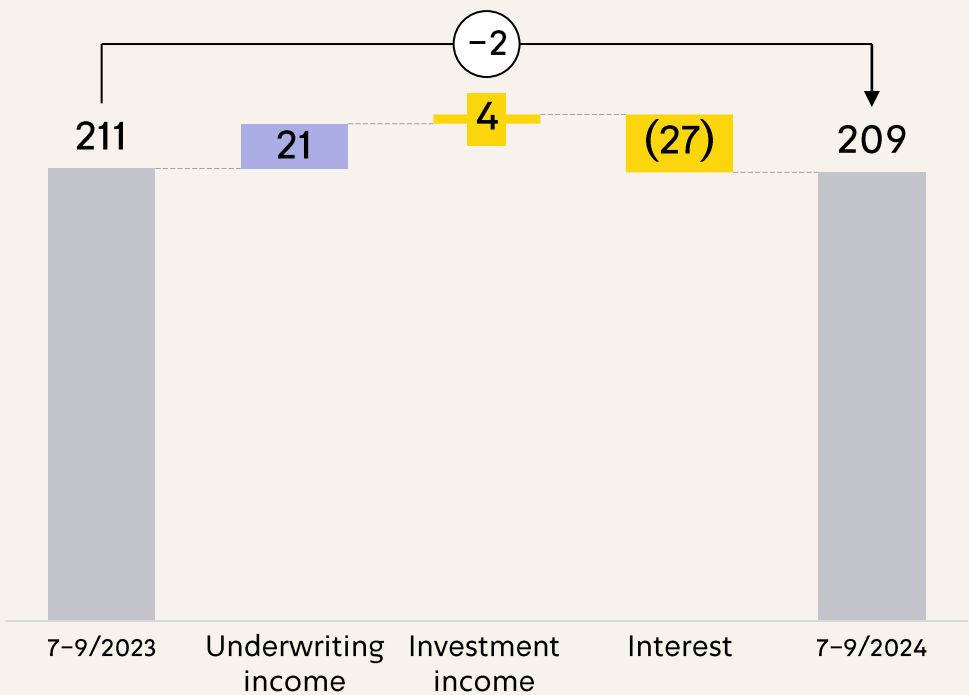 −2
211
21
4
(27)
209
7–9/2023
Underwriting
income
Investment
income
Interest
7–9/2024